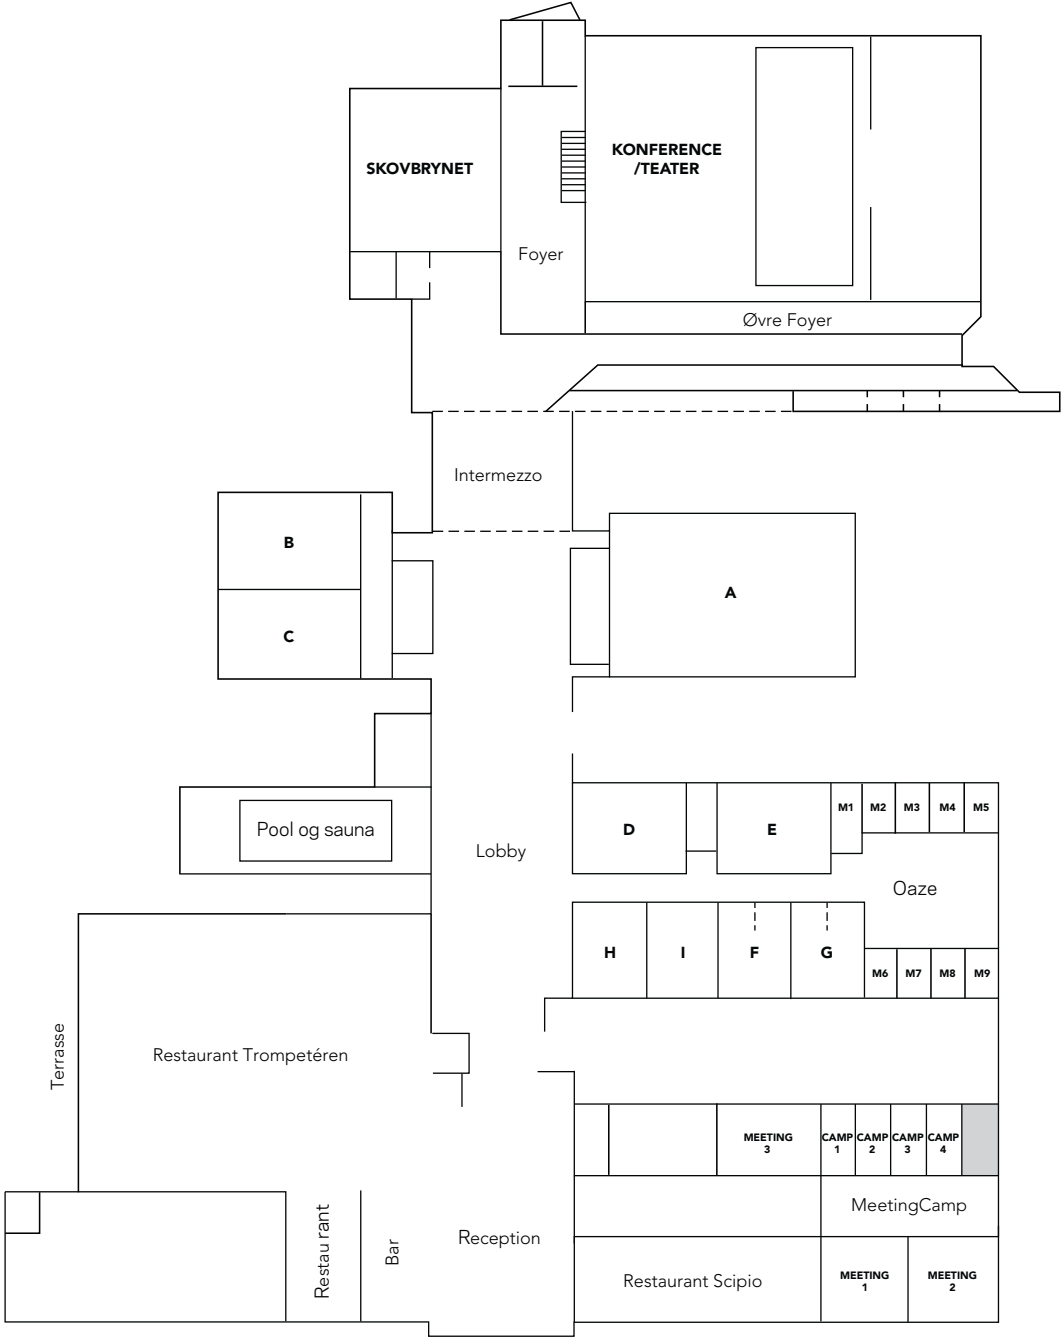 SKOVBRYNET
KONFERENCE
/TEATER
Foyer
Øvre Foyer
Intermezzo
B
A
C
Pool og sauna
Lobby
D
E
M1
M2
M3
M4
M5
Oaze
H
I
F
G
M6
M7
M8
M9
Terrasse
Restaurant Trompetéren
MEETING
3
CAMP
1
CAMP
2
CAMP
3
CAMP
4
MeetingCamp
Restau rant
Bar
Reception
Restaurant Scipio
MEETING
1
MEETING
2